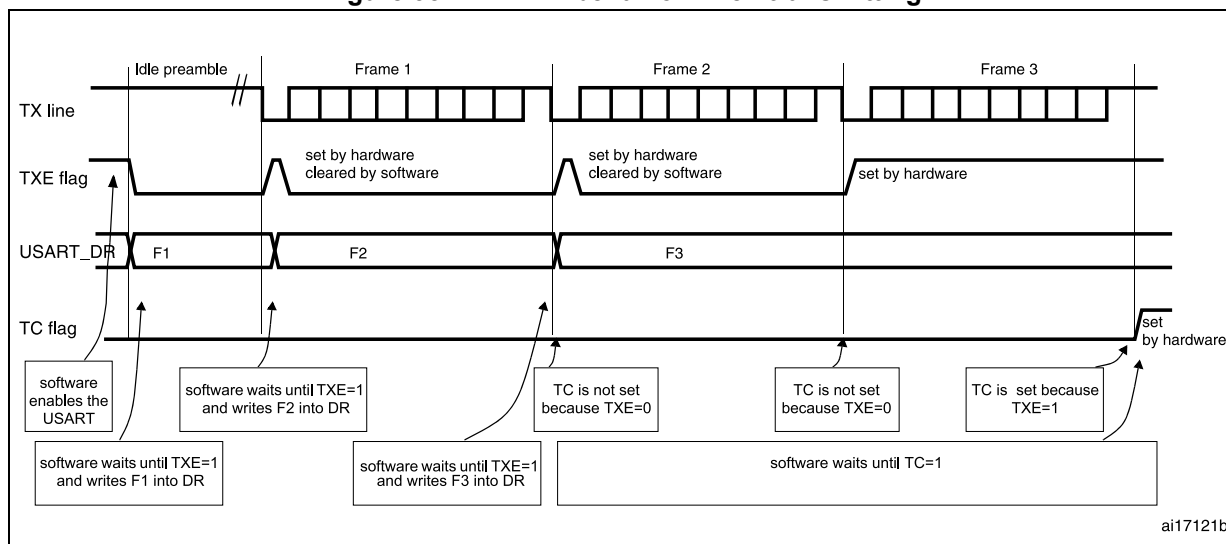 Idle preamble
Frame 1
Frame 2
Frame 3
TX line
TXE flag
set by hardware
cleared by software
set by hardware
cleared by software
set by hardware
USART_DR
F1
F2
F3
TC flag
set
by hardware
software
enables the
USART
software waits until TXE=1
and writes F2 into DR
TC is not set
because TXE=0
TC is not set
because TXE=0
TC is set because
TXE=1
software waits until TXE=1
and writes F1 into DR
software waits until TXE=1
and writes F3 into DR
software waits until TC=1
ai17121b